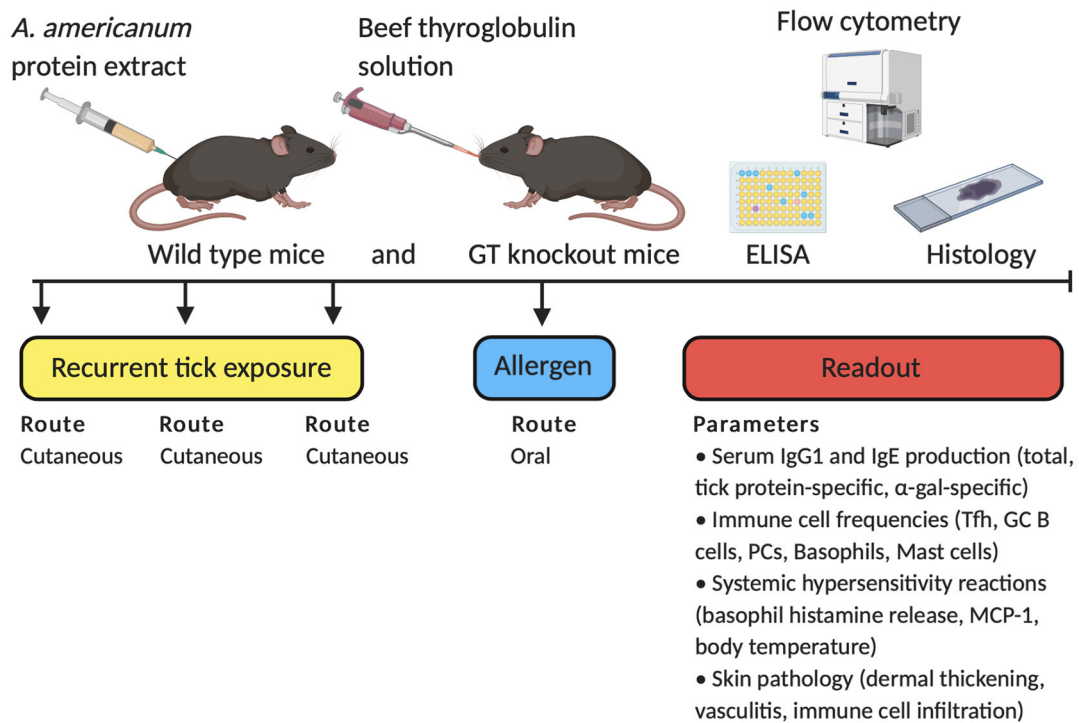 A. americanum
protein extract
Beef thyroglobulin
solution
Flow cytometry
Wild type mice and GT knockout mice
ELISA
Histology
Recurrent tick exposure
Allergen
Readout
Route
Cutaneous
Route
Cutaneous
Route
Cutaneous
Route
Oral
Parameters
• Serum IgG1 and IgE production (total,
tick protein-specific, α-gal-specific)
• Immune cell frequencies (Tfh, GC B
cells, PCs, Basophils, Mast cells)
• Systemic hypersensitivity reactions
(basophil histamine release, MCP-1,
body temperature)
• Skin pathology (dermal thickening,
vasculitis, immune cell infiltration)